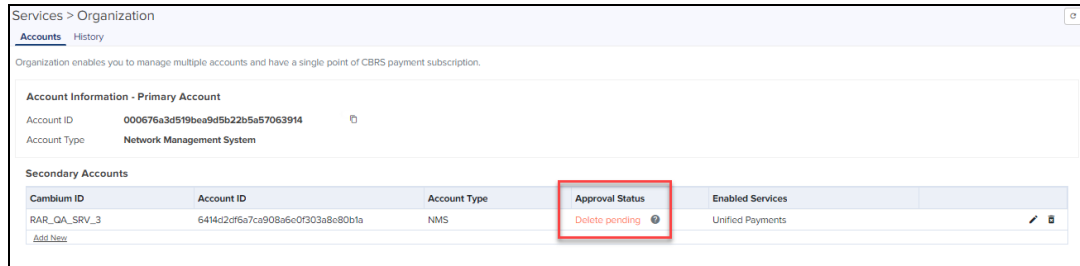 Services > Organization
Accounts History
Organization enables you to manage multiple accounts and have a single point of CBRS payment subscription.
Account Information - Primary Account
Account ID 000676a3d519bea9d5b22b5a57063914
Account Type Network Management System
Secondary Accounts
Cambium ID Account ID Account Type Approval Status Enabled Services
RAR_QA_SRV_3 6414d2df6a7ca908a6e0f303a8e80b1a NMS Delete pending ? Unified Payments
Add New